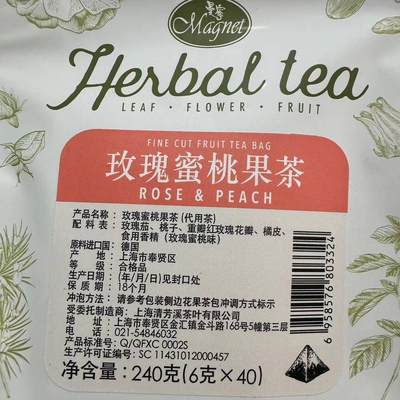 Magnet
Herbal tea
LEAF · FLOWER · FRUIT
FINE CUT FRUIT TEA BAG
玫瑰蜜桃果茶
ROSE & PEACH
产品名称: 玫瑰蜜桃果茶 (代用茶)
配 料 表: 玫瑰茄、桃子、重瓣红玫瑰花瓣、橘皮、
食用香精（玫瑰蜜桃味）
原料进口国: 德国
产 地: 上海市奉贤区
等 级: 合格品
生产日期: (年/月/日)见封口处
保 质 期: 18个月
冲泡方法: 请参考包装侧边花果茶包冲调方式标示
受委托制造商: 上海清芳溪茶叶有限公司
地 址: 上海市奉贤区金汇镇金斗路168号5幢第三层
电 话: 021-54846032
产品标准号: Q/QFXC 0002S
生产许可证编号: SC 11431012000457
净含量: 240克(6克×40)
6 958576 803324